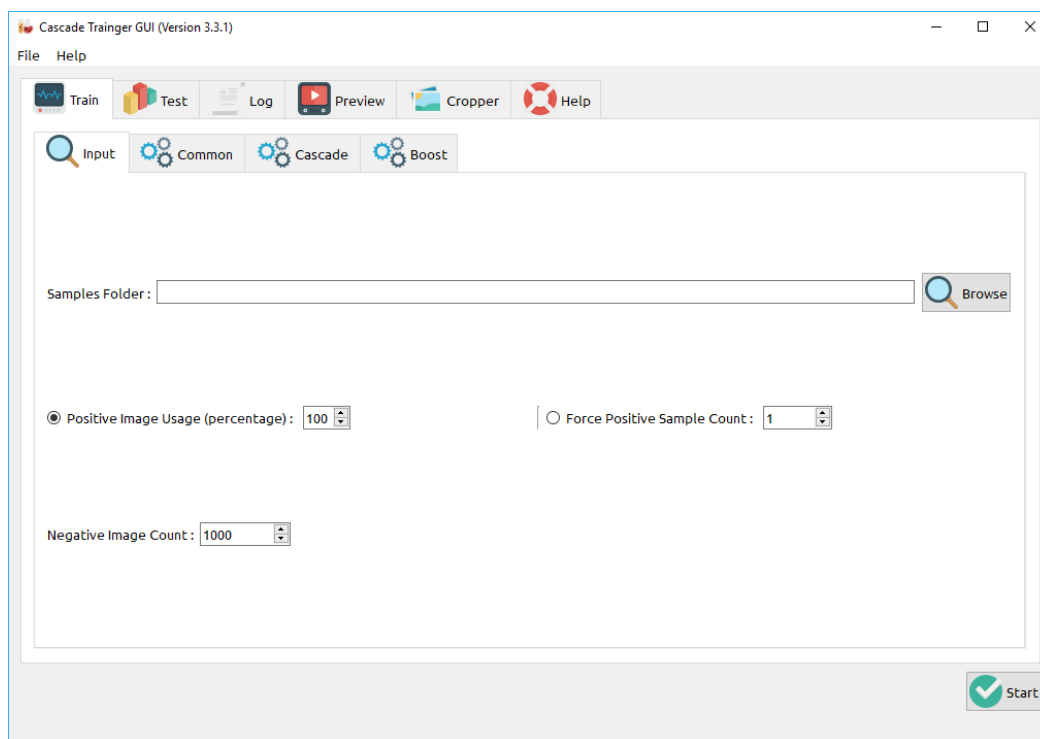 Cascade Trainger GUI (Version 3.3.1)
File Help
Train Test Log Preview Cropper Help
Input Common Cascade Boost
Samples Folder : Browse
Positive Image Usage (percentage) : 100 Force Positive Sample Count : 1
Negative Image Count : 1000
Start